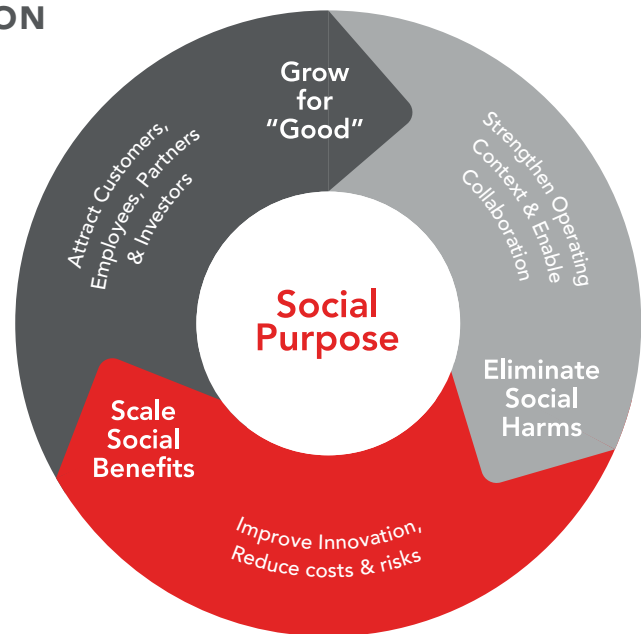 ON
Grow
for
“Good”
Attract Customers,
Employees, Partners
& Investors
Strengthen Operating
Context & Enable
Collaboration
Social
Purpose
Eliminate
Social
Harms
Scale
Social
Benefits
Improve Innovation,
Reduce costs & risks